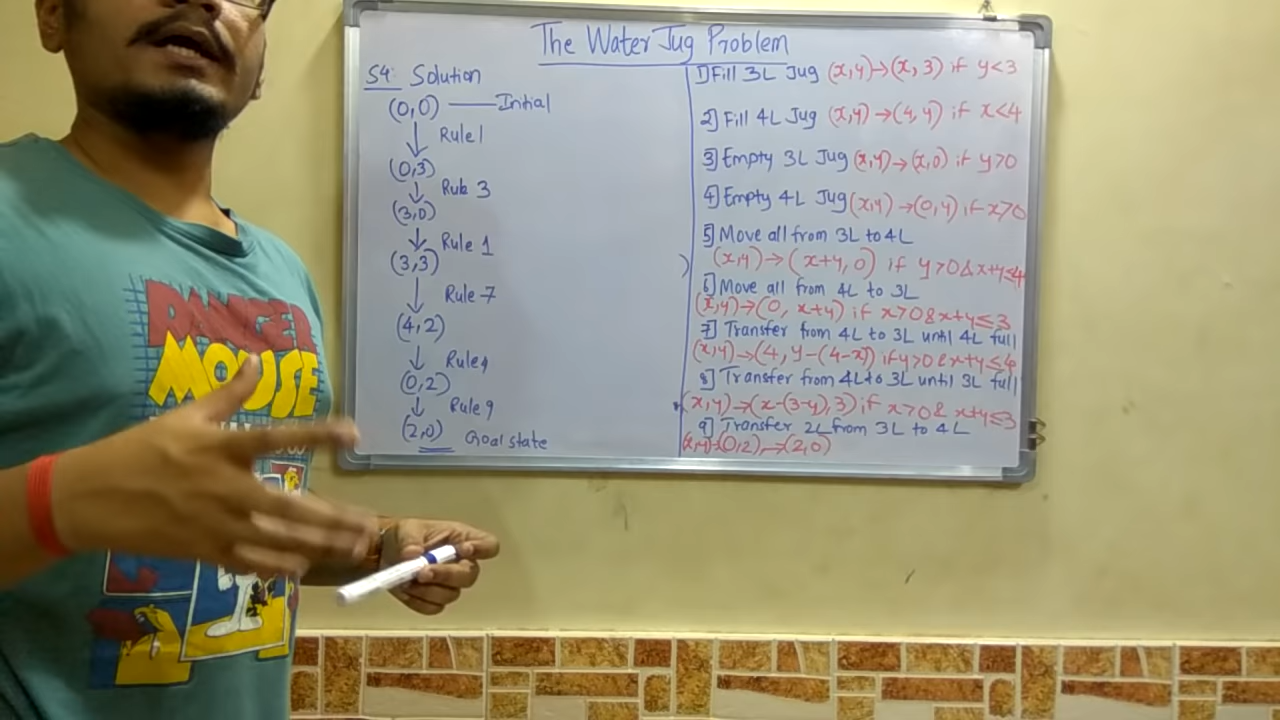 The Water Jug Problem
S4: Solution
(0,0) Initial
Rule 1
(0,3)
Rule 3
(3,0)
Rule 1
(3,3)
Rule 7
(4,2)
Rule 4
(0,2)
Rule 9
(2,0) Goal state
1] Fill 3L Jug (x,y)→(x,3) if y<3
2] Fill 4L Jug (x,y)→(4,y) if x<4
3] Empty 3L Jug (x,y)→(x,0) if y>0
4] Empty 4L Jug (x,y)→(0,y) if x>0
5] Move all from 3L to 4L
(x,y)→(x+y,0) if y>0&x+y≤4
6] Move all from 4L to 3L
(x,y)→(0,x+y) if x>0&x+y≤3
7] Transfer from 4L to 3L until 4L full
(x,y)→(4,y-(4-x)) if y>0&x+y≤4
8] Transfer from 4L to 3L until 3L full
(x,y)→(x-(3-y),3) if x>0& x+y≤3
9] Transfer 2L from 3L to 4L
(x,y)→(0,2)→(2,0)
DANGER
MOUSE